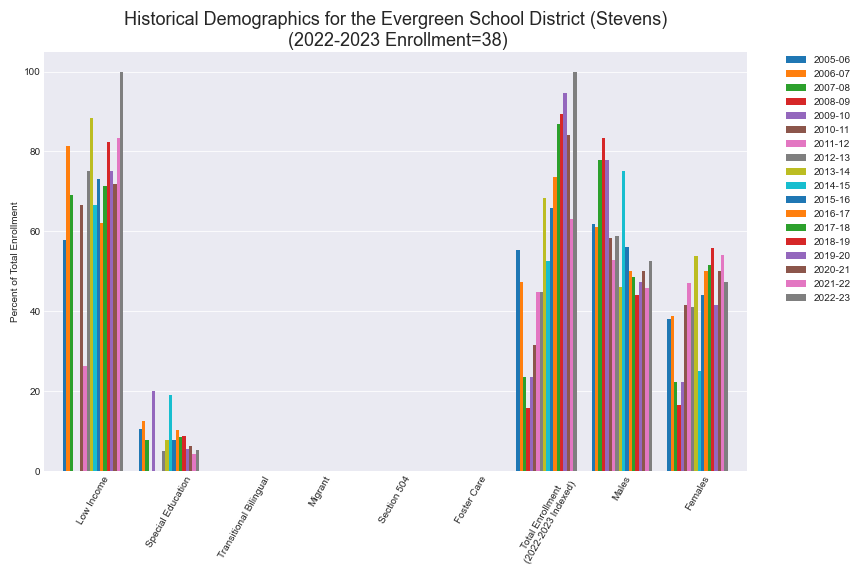 Historical Demographics for the Evergreen School District (Stevens)
(2022-2023 Enrollment=38)
Percent of Total Enrollment
100
80
60
40
20
0
Low Income
Special Education
Transitional Bilingual
Migrant
Section 504
Foster Care
Total Enrollment
(2022-2023 Indexed)
Males
Females
2005-06
2006-07
2007-08
2008-09
2009-10
2010-11
2011-12
2012-13
2013-14
2014-15
2015-16
2016-17
2017-18
2018-19
2019-20
2020-21
2021-22
2022-23